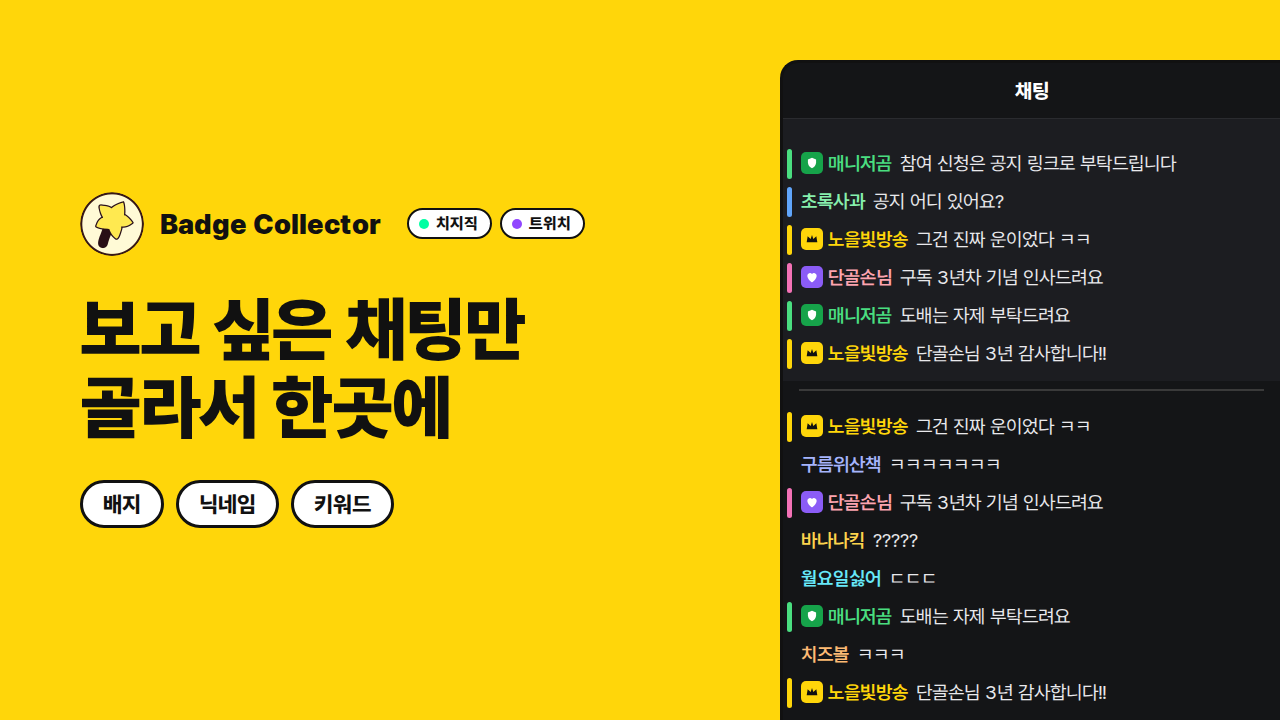 Badge Collector 치지직 트위치
보고 싶은 채팅만
골라서 한곳에
배지 닉네임 키워드
채팅
매니저곰 참여 신청은 공지 링크로 부탁드립니다
초록사과 공지 어디 있어요?
노을빛방송 그건 진짜 운이었다 ㅋㅋ
단골손님 구독 3년차 기념 인사드려요
매니저곰 도배는 자제 부탁드려요
노을빛방송 단골손님 3년 감사합니다!!
노을빛방송 그건 진짜 운이었다 ㅋㅋ
구름위산책 ㅋㅋㅋㅋㅋㅋㅋ
단골손님 구독 3년차 기념 인사드려요
바나나킥 ?????
월요일싫어 ㄷㄷㄷ
매니저곰 도배는 자제 부탁드려요
치즈볼 ㅋㅋㅋ
노을빛방송 단골손님 3년 감사합니다!!